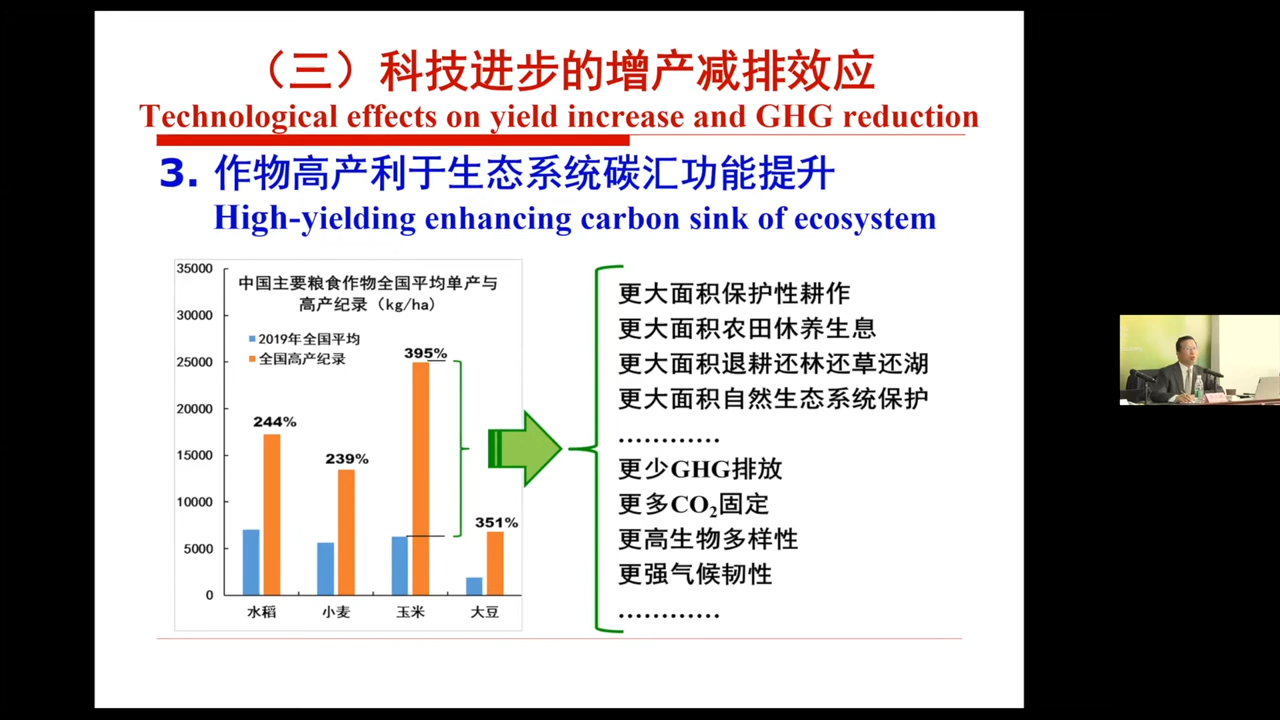 （三）科技进步的增产减排效应
Technological effects on yield increase and GHG reduction
3. 作物高产利于生态系统碳汇功能提升
High-yielding enhancing carbon sink of ecosystem
中国主要粮食作物全国平均单产与
高产纪录（kg/ha）
2019年全国平均
全国高产纪录
35000
30000
25000
20000
15000
10000
5000
0
244%
239%
395%
351%
水稻
小麦
玉米
大豆
更大面积保护性耕作
更大面积农田休养生息
更大面积退耕还林还草还湖
更大面积自然生态系统保护
…………
更少GHG排放
更多CO₂固定
更高生物多样性
更强气候韧性
…………